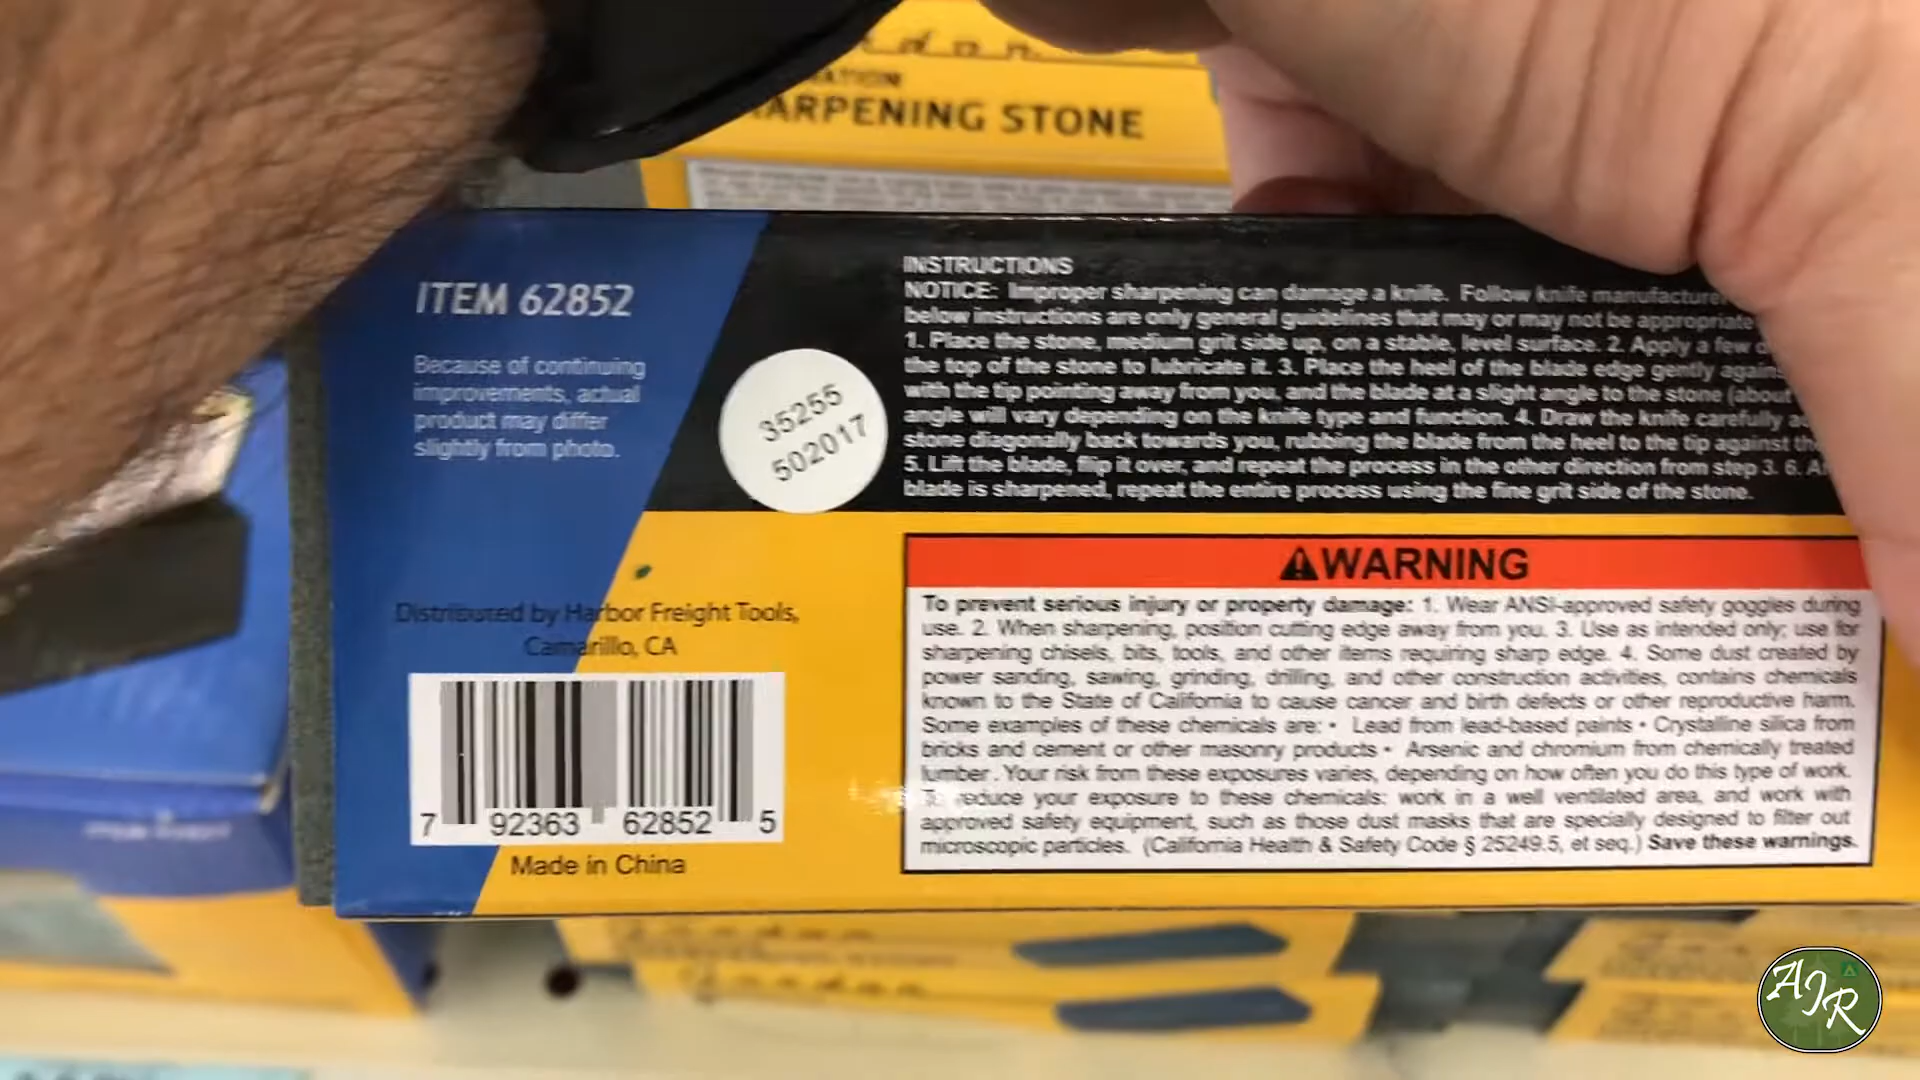 SHARPENING STONE
ITEM 62852
Because of continuing
improvements, actual
product may differ
slightly from photo.
35255
502017
INSTRUCTIONS
NOTICE: Improper sharpening can damage a knife. Follow knife manufacturer
below instructions are only general guidelines that may or may not be appropriate
1. Place the stone, medium grit side up, on a stable, level surface. 2. Apply a few
the top of the stone to lubricate it. 3. Place the heel of the blade edge gently
with the tip pointing away from you, and the blade at a slight angle to the stone (about
angle will vary depending on the knife type and function. 4. Draw the knife carefully
stone diagonally back towards you, rubbing the blade from the heel to the tip against
5. Lift the blade, flip it over, and repeat the process in the other direction from step 3. 6.
blade is sharpened, repeat the entire process using the fine grit side of the stone.
Distributed by Harbor Freight Tools,
Camarillo, CA
7 92363 62852 5
Made in China
⚠WARNING
To prevent serious injury or property damage: 1. Wear ANSI-approved safety goggles during
use. 2. When sharpening, position cutting edge away from you. 3. Use as intended only; use for
sharpening chisels, bits, tools, and other items requiring sharp edge. 4. Some dust created by
power sanding, sawing, grinding, drilling, and other construction activities, contains chemicals
known to the State of California to cause cancer and birth defects or other reproductive harm.
Some examples of these chemicals are: • Lead from lead-based paints • Crystalline silica from
bricks and cement or other masonry products • Arsenic and chromium from chemically treated
lumber. Your risk from these exposures varies, depending on how often you do this type of work.
To reduce your exposure to these chemicals: work in a well ventilated area, and work with
approved safety equipment, such as those dust masks that are specially designed to filter out
microscopic particles. (California Health & Safety Code § 25249.5, et seq.) Save these warnings.
AJR